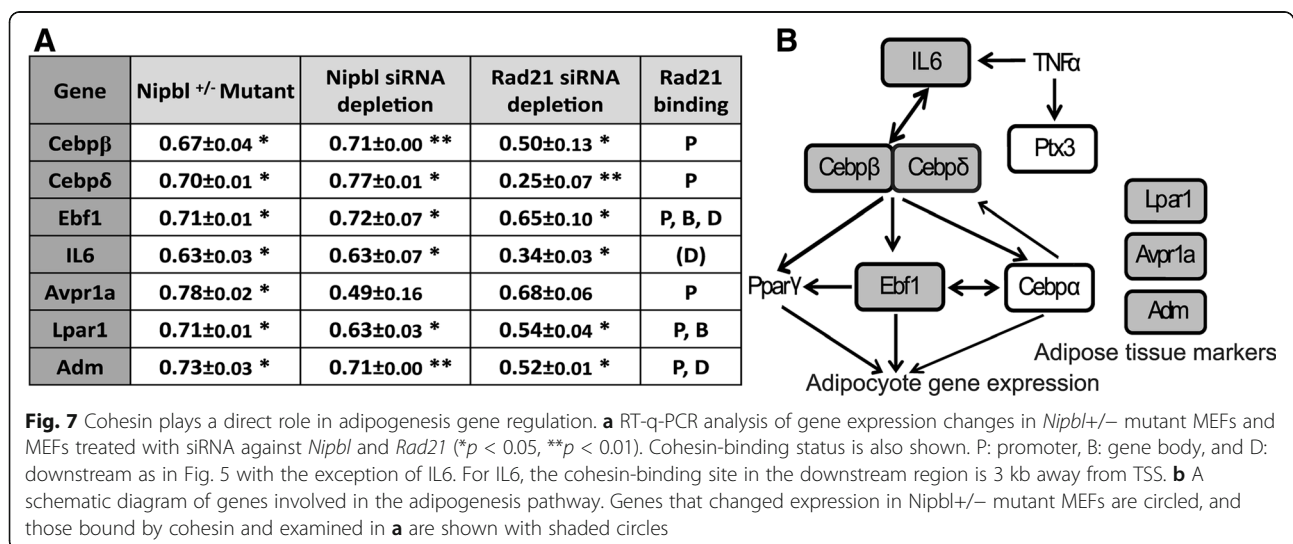 A
Gene | Nipbl +/- Mutant | Nipbl siRNA depletion | Rad21 siRNA depletion | Rad21 binding
Cebpβ | 0.67±0.04 * | 0.71±0.00 ** | 0.50±0.13 * | P
Cebpδ | 0.70±0.01 * | 0.77±0.01 * | 0.25±0.07 ** | P
Ebf1 | 0.71±0.01 * | 0.72±0.07 * | 0.65±0.10 * | P, B, D
IL6 | 0.63±0.03 * | 0.63±0.07 * | 0.34±0.03 * | (D)
Avpr1a | 0.78±0.02 * | 0.49±0.16 | 0.68±0.06 | P
Lpar1 | 0.71±0.01 * | 0.63±0.03 * | 0.54±0.04 * | P, B
Adm | 0.73±0.03 * | 0.71±0.00 ** | 0.52±0.01 * | P, D
B
IL6
TNFα
Ptx3
Cebpβ
Cebpδ
Lpar1
Avpr1a
Adm
Pparγ
Ebf1
Cebpα
Adipose tissue markers
Adipocyte gene expression
Fig. 7 Cohesin plays a direct role in adipogenesis gene regulation. a RT-q-PCR analysis of gene expression changes in Nipbl+/− mutant MEFs and
MEFs treated with siRNA against Nipbl and Rad21 (*p < 0.05, **p < 0.01). Cohesin-binding status is also shown. P: promoter, B: gene body, and D:
downstream as in Fig. 5 with the exception of IL6. For IL6, the cohesin-binding site in the downstream region is 3 kb away from TSS. b A
schematic diagram of genes involved in the adipogenesis pathway. Genes that changed expression in Nipbl+/− mutant MEFs are circled, and
those bound by cohesin and examined in a are shown with shaded circles